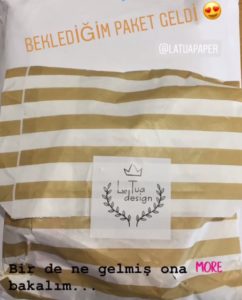 BEKLEDİĞİM PAKET GELDİ 😍
@LATUAPAPER
La Tua
design
Bir de ne gelmiş ona MORE
bakalım...